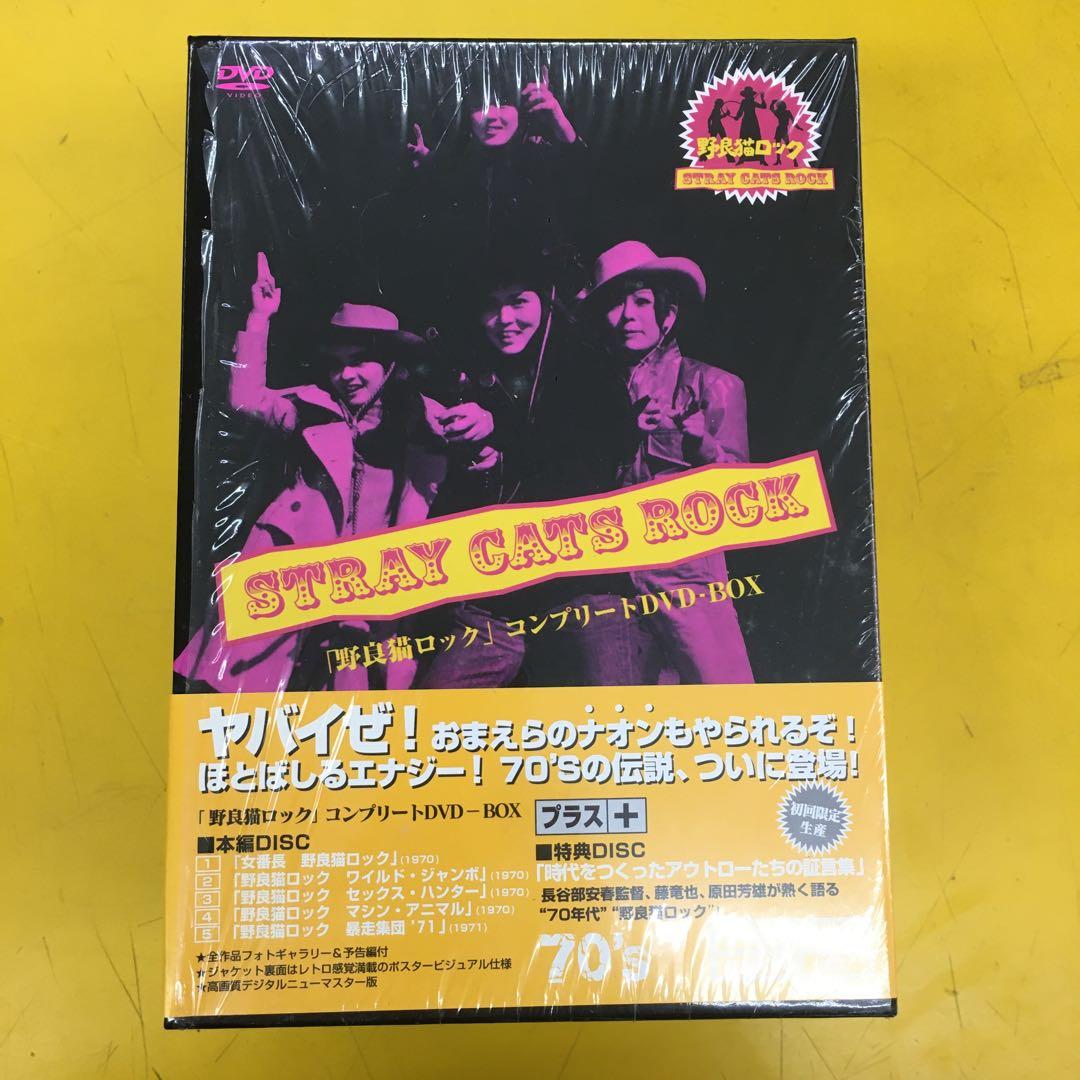 DVD
VIDEO
野良猫ロック
STRAY CATS ROCK
STRAY CATS ROCK
「野良猫ロック」コンプリートDVD-BOX
ヤバイぜ！おまえらのナオンもやられるぞ！
ほとばしるエナジー！70'Sの伝説、ついに登場！
「野良猫ロック」コンプリートDVD-BOX
プラス+
初回限定
生産
■本編DISC
1「女番長 野良猫ロック」(1970)
2「野良猫ロック ワイルド・ジャンボ」(1970)
3「野良猫ロック セックス・ハンター」(1970)
4「野良猫ロック マシン・アニマル」(1970)
5「野良猫ロック 暴走集団'71」(1971)
★全作品フォトギャラリー&予告編付
★ジャケット裏面はレトロ感覚満載のポスタービジュアル仕様
★高画質デジタルニューマスター版
■特典DISC
「時代をつくったアウトローたちの証言集」
長谷部安春監督、藤竜也、原田芳雄が熱く語る
“70年代”“野良猫ロック”！
70's